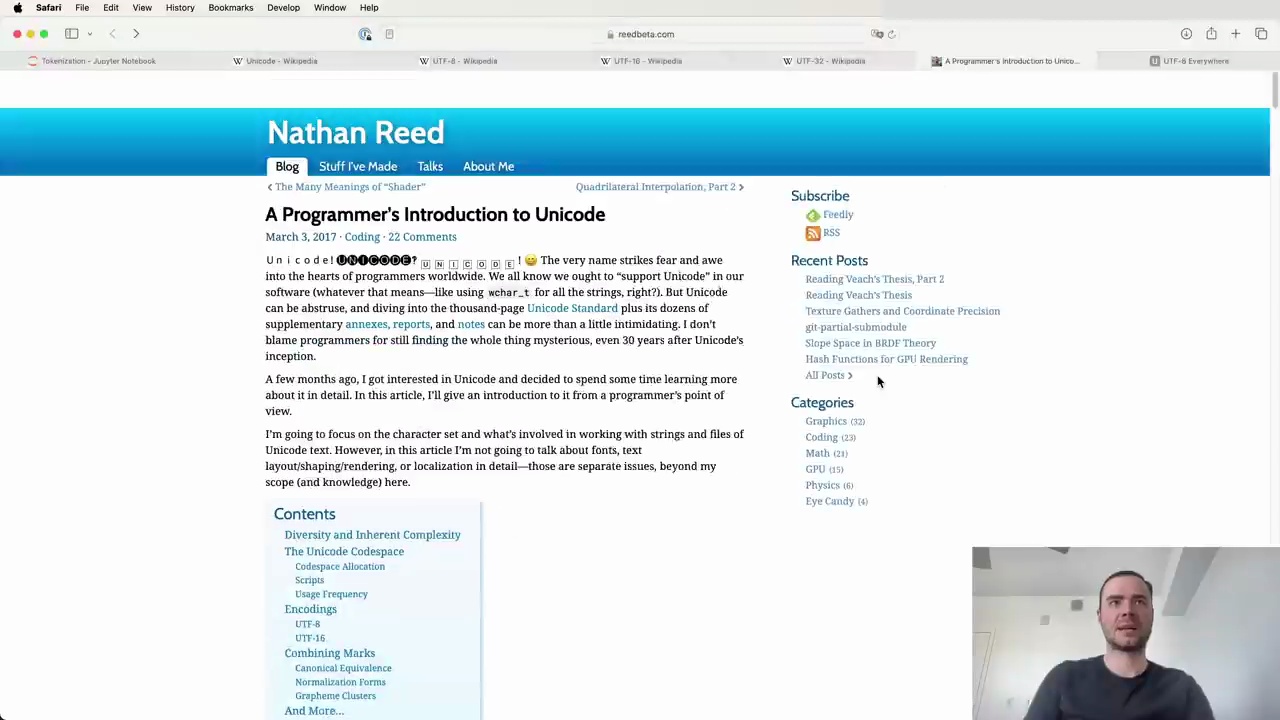 Safari File Edit View History Bookmarks Develop Window Help
reedbeta.com
Tokenization - Jupyter Notebook
Unicode - Wikipedia
UTF-8 - Wikipedia
UTF-16 - Wikipedia
UTF-32 - Wikipedia
A Programmer's Introduction to Unico...
UTF-8 Everywhere
Nathan Reed
Blog Stuff I've Made Talks About Me
‹ The Many Meanings of “Shader”
Quadrilateral Interpolation, Part 2 ›
A Programmer's Introduction to Unicode
March 3, 2017 · Coding · 22 Comments
Ｕｎｉｃｏｄｅ! 🅤🅝🅘🅒🅞🅓🅔‽ 🇺‌🇳‌🇮‌🇨‌🇴‌🇩‌🇪! 😄 The very name strikes fear and awe
into the hearts of programmers worldwide. We all know we ought to “support Unicode” in our
software (whatever that means—like using wchar_t for all the strings, right?). But Unicode
can be abstruse, and diving into the thousand-page Unicode Standard plus its dozens of
supplementary annexes, reports, and notes can be more than a little intimidating. I don’t
blame programmers for still finding the whole thing mysterious, even 30 years after Unicode’s
inception.
A few months ago, I got interested in Unicode and decided to spend some time learning more
about it in detail. In this article, I’ll give an introduction to it from a programmer’s point of
view.
I’m going to focus on the character set and what’s involved in working with strings and files of
Unicode text. However, in this article I’m not going to talk about fonts, text
layout/shaping/rendering, or localization in detail—those are separate issues, beyond my
scope (and knowledge) here.
Contents
Diversity and Inherent Complexity
The Unicode Codespace
Codespace Allocation
Scripts
Usage Frequency
Encodings
UTF-8
UTF-16
Combining Marks
Canonical Equivalence
Normalization Forms
Grapheme Clusters
And More…
Subscribe
Feedly
RSS
Recent Posts
Reading Veach’s Thesis, Part 2
Reading Veach’s Thesis
Texture Gathers and Coordinate Precision
git-partial-submodule
Slope Space in BRDF Theory
Hash Functions for GPU Rendering
All Posts ›
Categories
Graphics (32)
Coding (23)
Math (21)
GPU (15)
Physics (6)
Eye Candy (4)